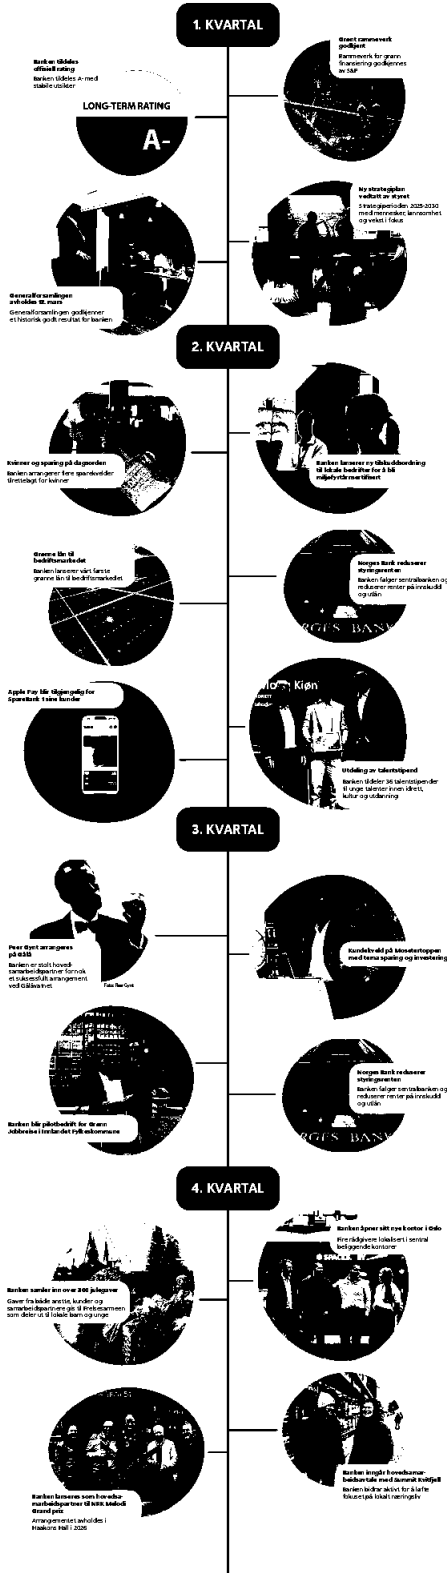 1. KVARTAL
Banken tildeles
offisiell rating
Banken tildeles A- med
stabile utsikter
LONG-TERM RATING
A-
Grønt rammeverk
godkjent
Rammeverk for grønn
finansiering godkjennes
av S&P
Ny strategiplan
vedtatt av styret
Strategiperioden 2025-2030
med mennesker, lønnsomhet
og vekst i fokus
Generalforsamlingen
avholdes 18. mars
Generalforsamlingen godkjenner
et historisk godt resultat for banken
2. KVARTAL
Kvinner og sparing på dagsorden
Banken arrangerer flere sparekvelder
tilrettelagt for kvinner
Banken lanserer ny tilskuddsordning
til lokale bedrifter for å bli
miljøfyrtårnsertifisert
Grønne lån til
bedriftsmarkedet
Banken lanserer vårt første
grønne lån til bedriftsmarkedet
Norges Bank reduserer
styringsrenten
Banken følger sentralbanken og
reduserer renter på innskudd
og utlån
RGES BANK
Apple Pay blir tilgjengelig for
SpareBank 1 sine kunder
Kiøn
Utdeling av talentstipend
Banken tildeler 36 talentstipender
til unge talenter innen idrett,
kultur og utdanning
3. KVARTAL
Peer Gynt arrangeres
på Gålå
Banken er stolt hoved-
samarbeidspartner for nok
et suksessfullt arrangement
ved Gålåvatnet
Foto: Peer Gynt
Kundekveld på Mosetertoppen
med tema sparing og investering
Banken blir pilotbedrift for Grønn
Jobbreise i Innlandet Fylkeskommune
Norges Bank reduserer
styringsrenten
Banken følger sentralbanken og
reduserer renter på innskudd
og utlån
RGES BANK
4. KVARTAL
Banken åpner sitt nye kontor i Oslo
Fire rådgivere lokalisert i sentral
beliggende kontorer
SPACES
Banken samler inn over 300 julegaver
Gaver fra både ansatte, kunder og
samarbeidspartnere gis til Frelsesarmeen
som deler ut til lokale barn og unge
Banken lanseres som hovedsa-
marbeidspartner til NRK Melodi
Grand prix
Arrangementet avholdes i
Haakons Hall i 2026
Banken inngår hovedsamar-
beidsavtale med Summit Kvitfjell
Banken bidrar aktivt for å løfte
fokuset på lokalt næringsliv